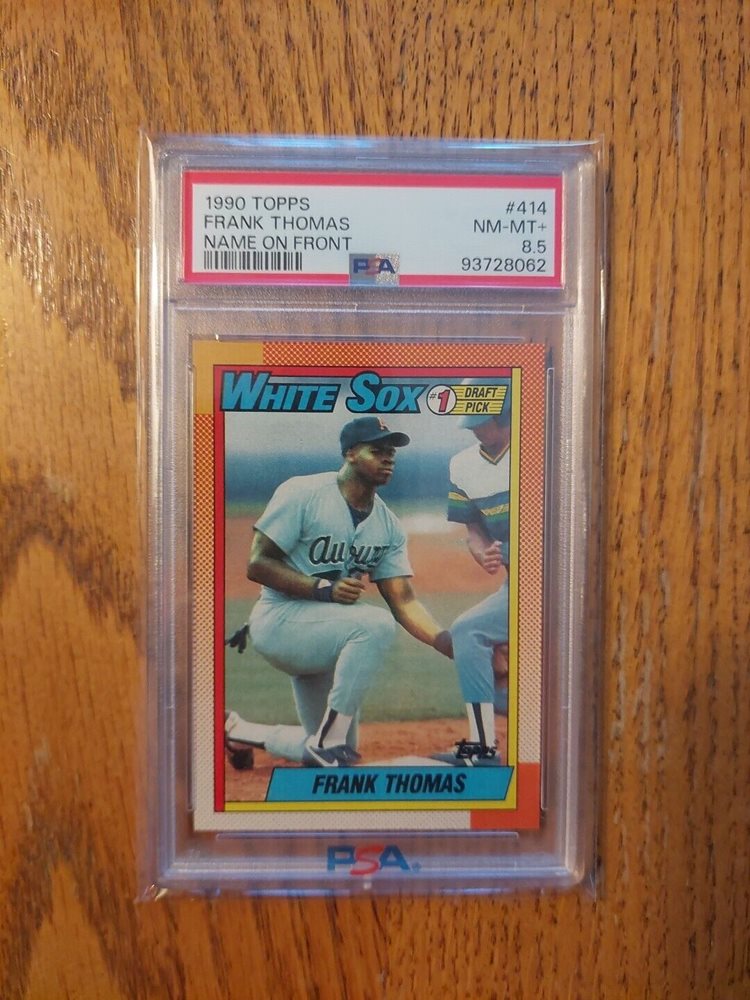 1990 TOPPS #414
FRANK THOMAS NM-MT+
NAME ON FRONT 8.5
PSA 93728062
WHITE SOX #1 DRAFT PICK
Auburn
topps
FRANK THOMAS
PSA